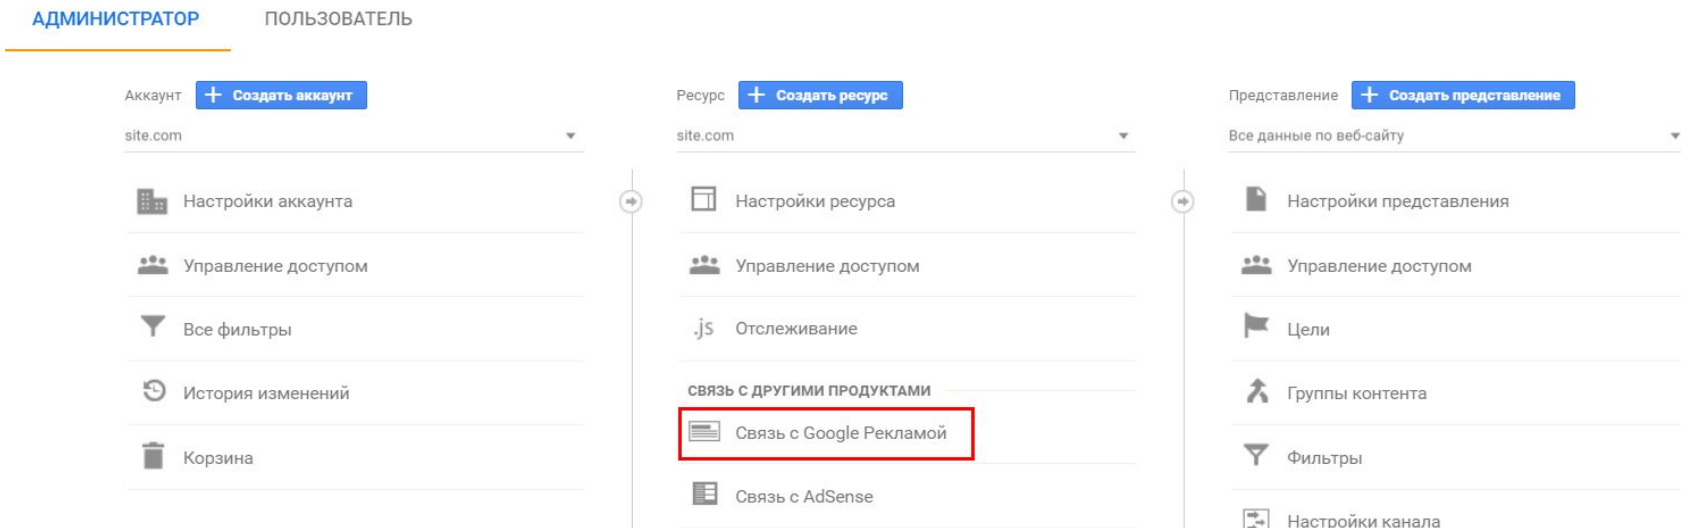 АДМИНИСТРАТОР
ПОЛЬЗОВАТЕЛЬ
Аккаунт
Создать аккаунт
site.com
Настройки аккаунта
Управление доступом
Все фильтры
История изменений
Корзина
Ресурс
Создать ресурс
site.com
Настройки ресурса
Управление доступом
.js Отслеживание
СВЯЗЬ С ДРУГИМИ ПРОДУКТАМИ
Связь с Google Рекламой
Связь с AdSense
Представление
Создать представление
Все данные по веб-сайту
Настройки представления
Управление доступом
Цели
Группы контента
Фильтры
Настройки канала